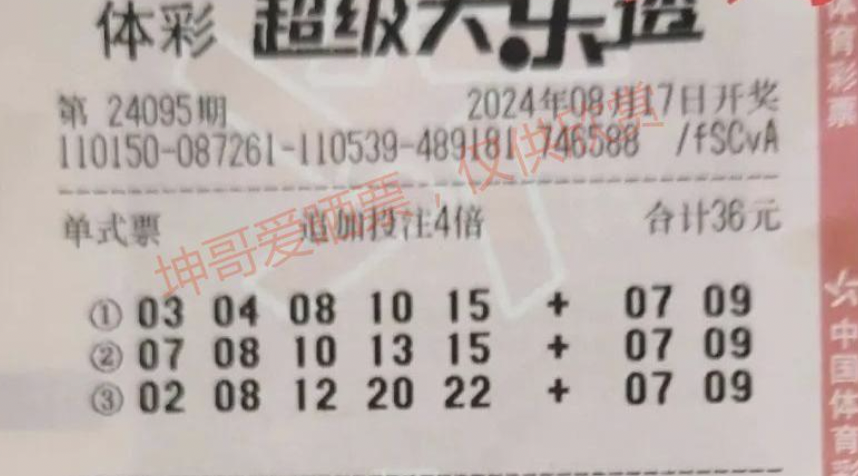 体彩 超级大乐透
第 24095期 2024年08月17日开奖
110150-087261-110539-489181 746588 /fSCvA
单式票 追加投注4倍 合计36元
坤哥爱晒票，仅供欣赏
① 03 04 08 10 15 + 07 09
② 07 08 10 13 15 + 07 09
③ 02 08 12 20 22 + 07 09
体育彩票
中国体育彩